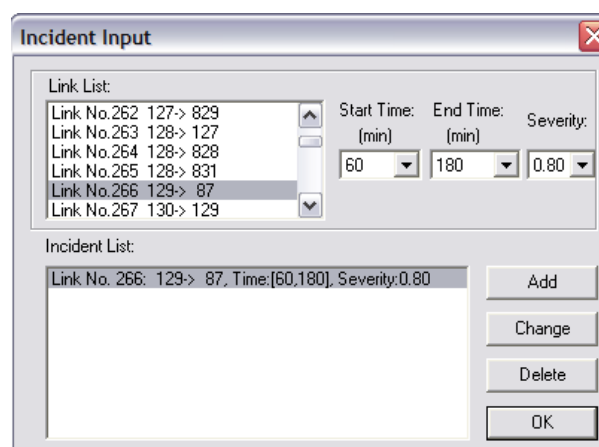 Incident Input
Link List:
Link No.262 127-> 829
Link No.263 128-> 127
Link No.264 128-> 828
Link No.265 128-> 831
Link No.266 129-> 87
Link No.267 130-> 129
Start Time:
(min)
60
End Time:
(min)
180
Severity:
0.80
Incident List:
Link No. 266: 129-> 87, Time:[60,180], Severity:0.80
Add
Change
Delete
OK